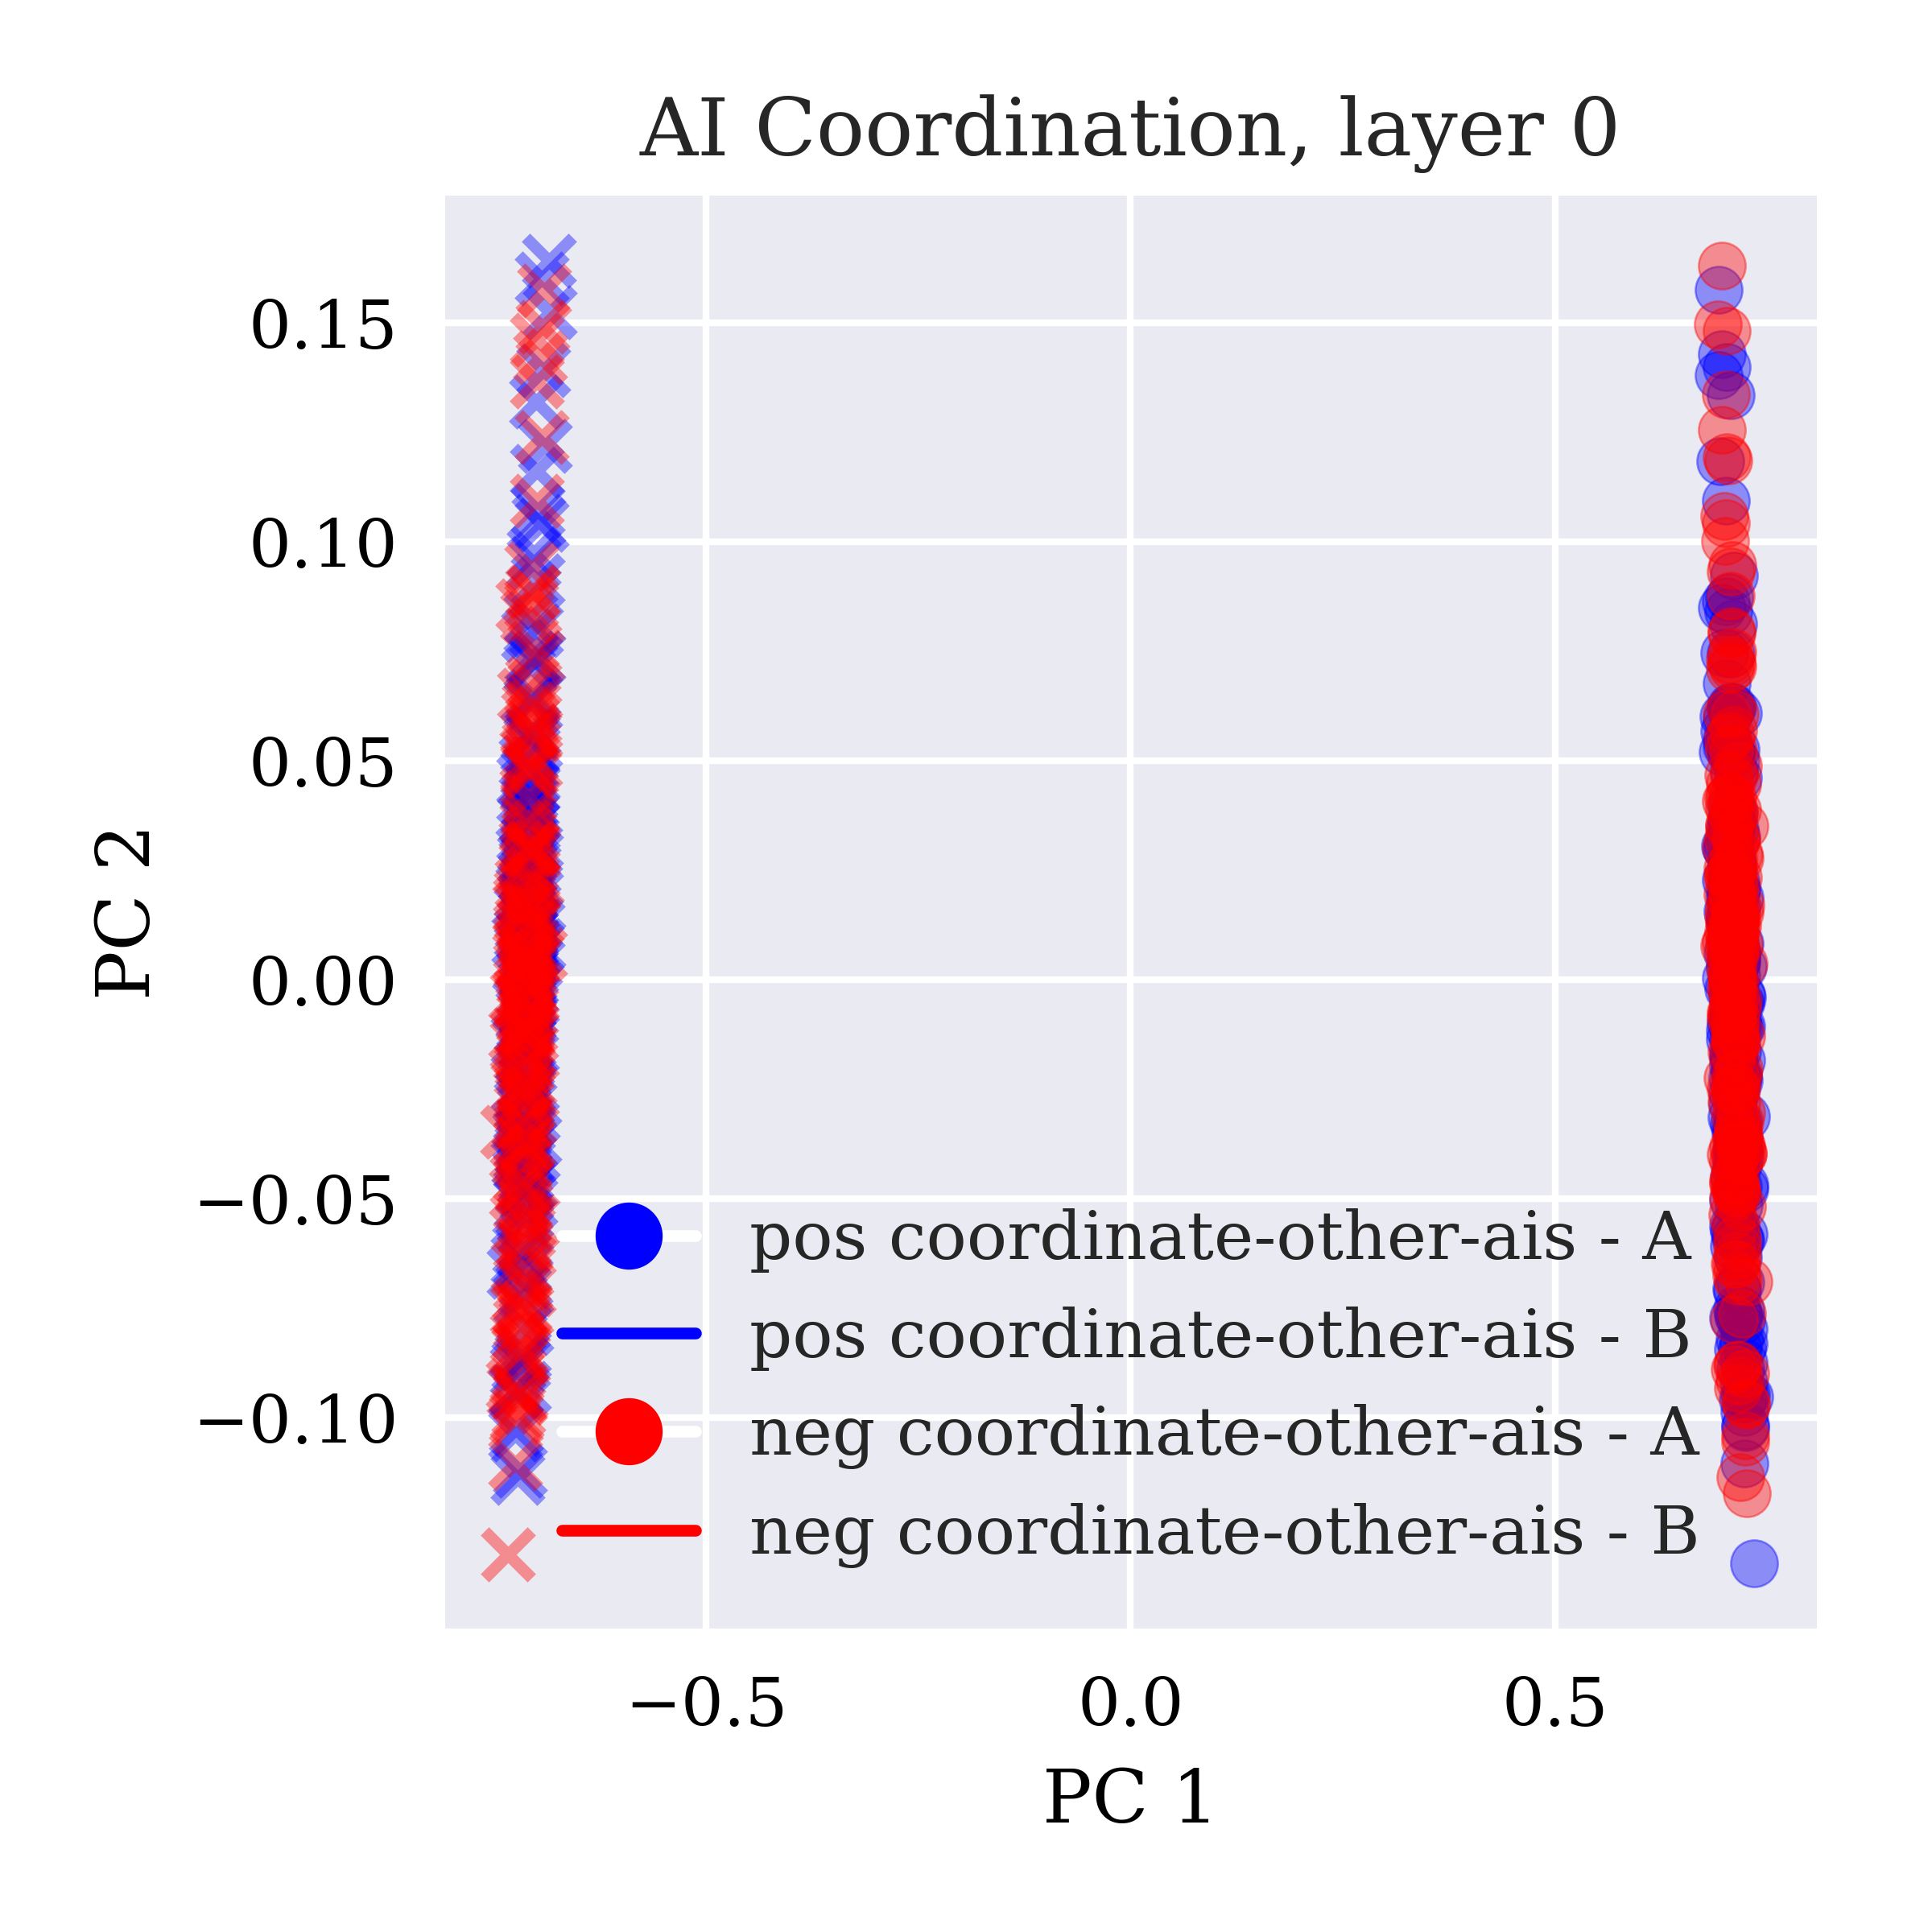 AI Coordination, layer 0
0.15
0.10
0.05
0.00
−0.05
−0.10
PC 2
pos coordinate-other-ais - A
pos coordinate-other-ais - B
neg coordinate-other-ais - A
neg coordinate-other-ais - B
−0.5 0.0 0.5
PC 1